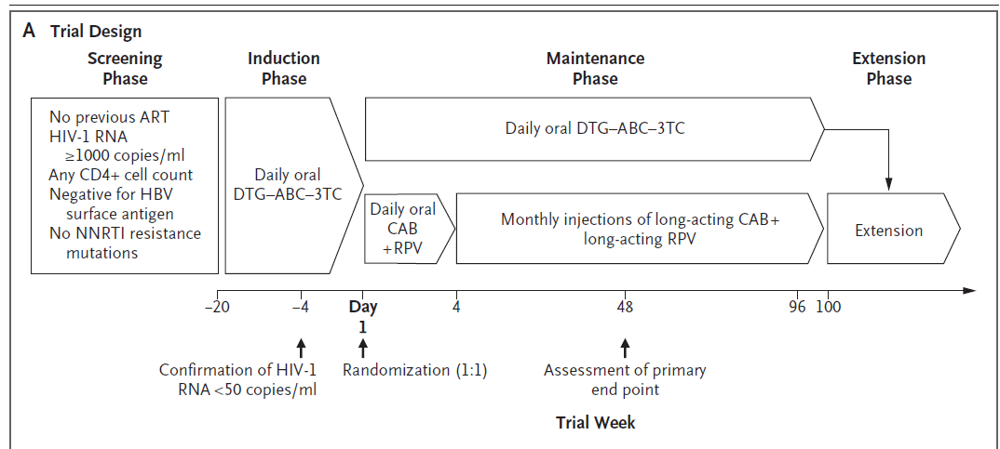 A Trial Design
Screening
Phase
Induction
Phase
Maintenance
Phase
Extension
Phase
No previous ART
HIV-1 RNA
≥1000 copies/ml
Any CD4+ cell count
Negative for HBV
surface antigen
No NNRTI resistance
mutations
Daily oral
DTG–ABC–3TC
Daily oral DTG–ABC–3TC
Daily oral
CAB
+RPV
Monthly injections of long-acting CAB+
long-acting RPV
Extension
–20 –4 Day 4 48 96 100
1
Confirmation of HIV-1
RNA <50 copies/ml
Randomization (1:1)
Assessment of primary
end point
Trial Week